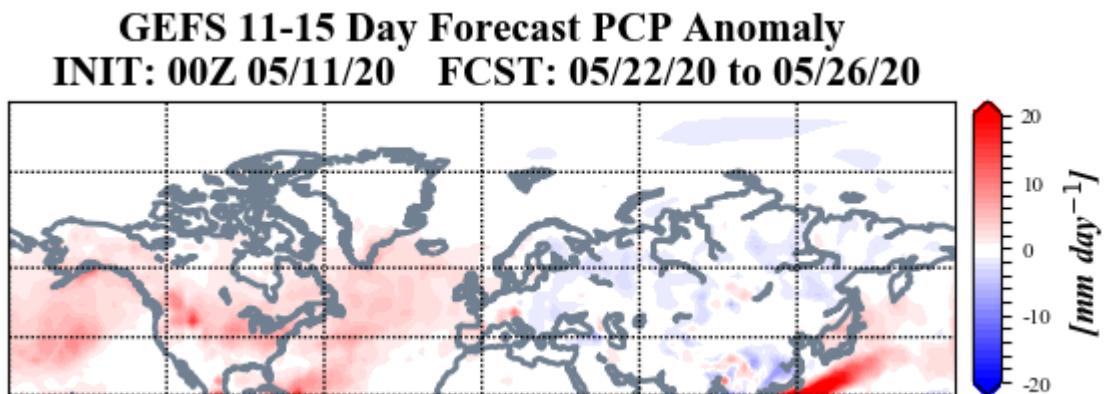 GEFS 11-15 Day Forecast PCP Anomaly
INIT: 00Z 05/11/20 FCST: 05/22/20 to 05/26/20
20
10
0
-10
-20
[mm day⁻¹]